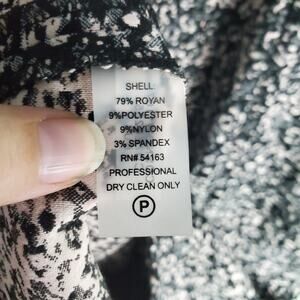 SHELL
79% ROYAN
9%POLYESTER
9%NYLON
3% SPANDEX
RN# 54163
PROFESSIONAL
DRY CLEAN ONLY
P